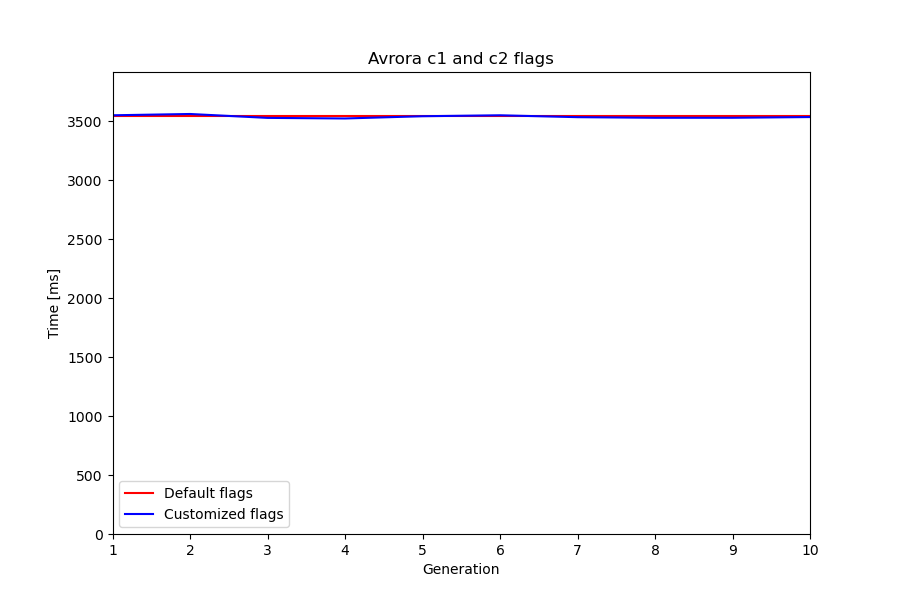 Avrora c1 and c2 flags
Time [ms]
3500
3000
2500
2000
1500
1000
500
0
Default flags
Customized flags
1 2 3 4 5 6 7 8 9 10
Generation